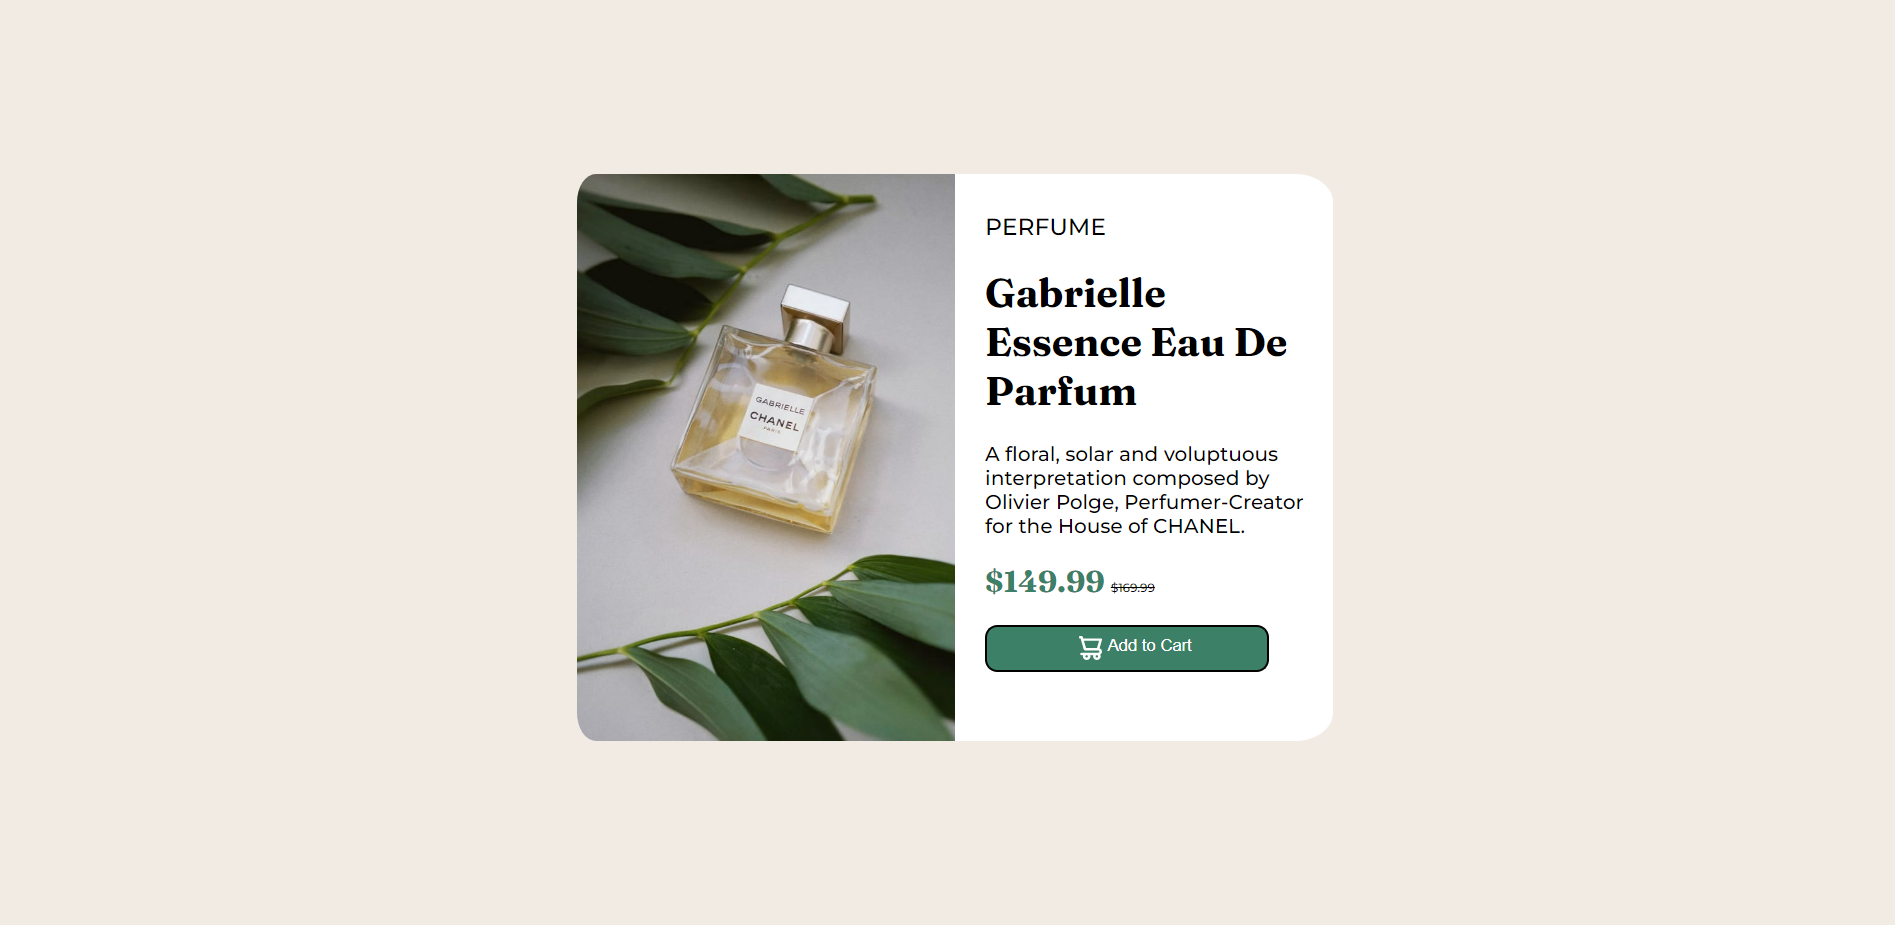 GABRIELLE
CHANEL
PARIS
PERFUME
Gabrielle
Essence Eau De
Parfum
A floral, solar and voluptuous
interpretation composed by
Olivier Polge, Perfumer-Creator
for the House of CHANEL.
$149.99 $169.99
Add to Cart